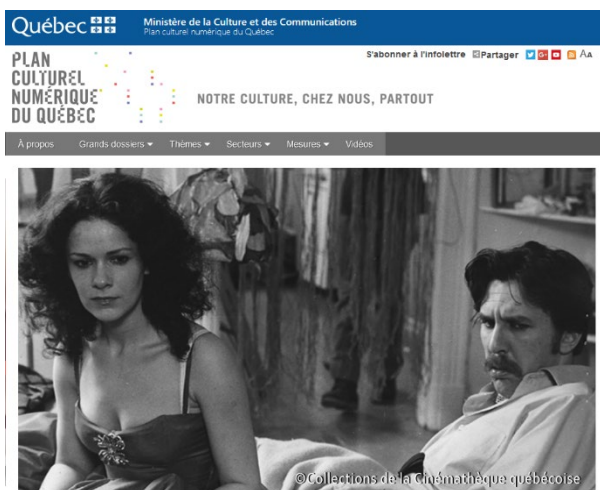 Québec
Ministère de la Culture et des Communications
Plan culturel numérique du Québec
S'abonner à l'infolettre Partager AA
PLAN
CULTUREL
NUMÉRIQUE
DU QUÉBEC
NOTRE CULTURE, CHEZ NOUS, PARTOUT
À propos Grands dossiers Thèmes Secteurs Mesures Vidéos
©Collections de la Cinémathèque québécoise